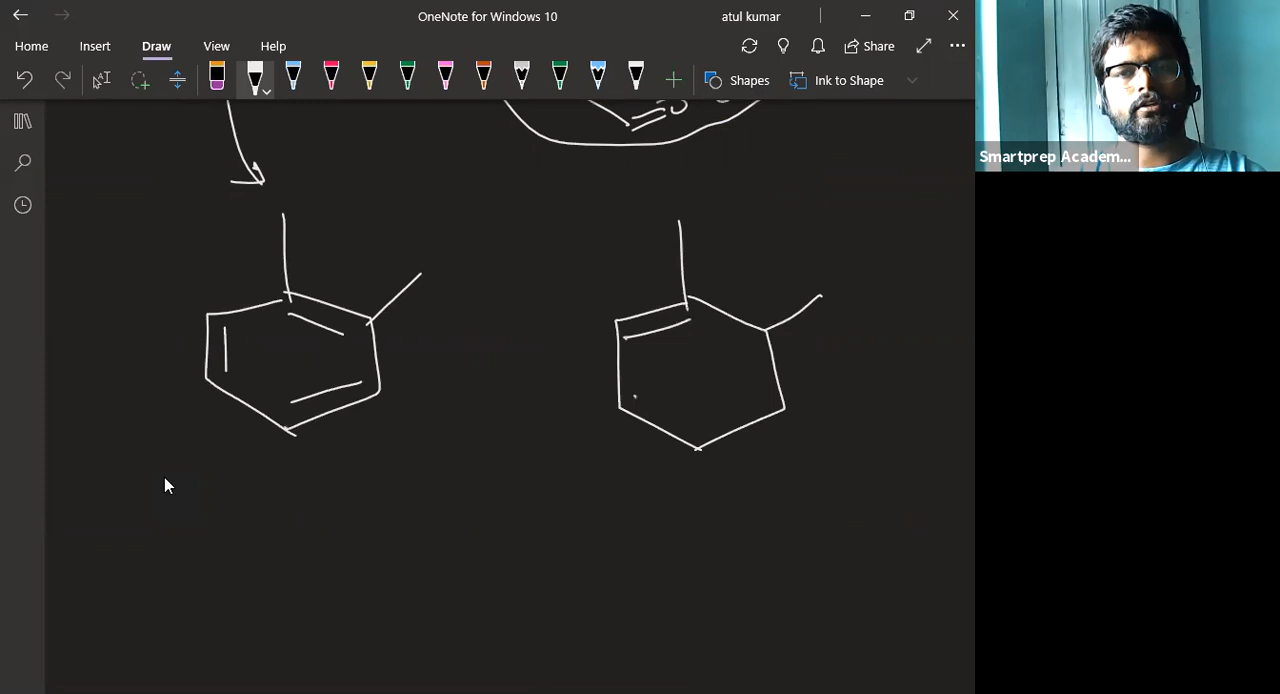 OneNote for Windows 10
atul kumar
Home Insert Draw View Help
Share
Shapes
Ink to Shape
Smartprep Academ...